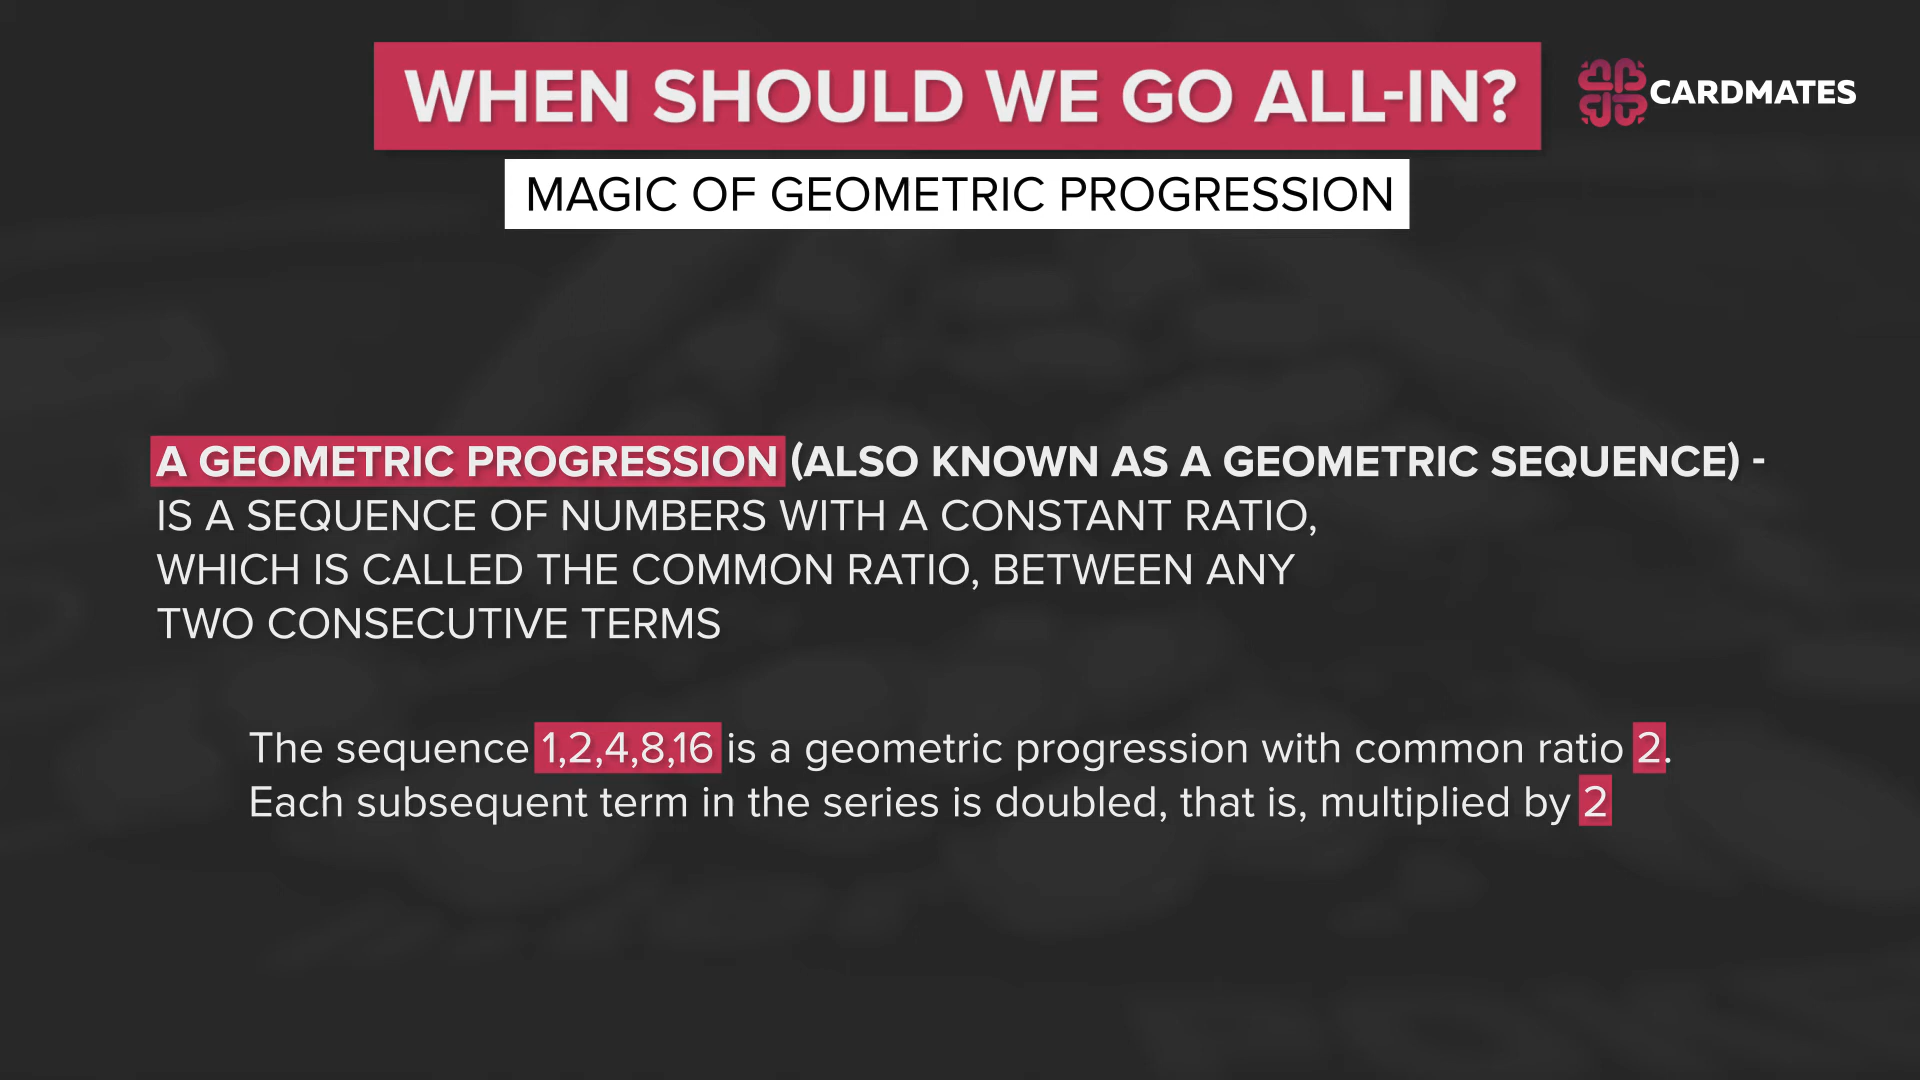 WHEN SHOULD WE GO ALL-IN?
CARDMATES
MAGIC OF GEOMETRIC PROGRESSION
A GEOMETRIC PROGRESSION (ALSO KNOWN AS A GEOMETRIC SEQUENCE) -
IS A SEQUENCE OF NUMBERS WITH A CONSTANT RATIO,
WHICH IS CALLED THE COMMON RATIO, BETWEEN ANY
TWO CONSECUTIVE TERMS
The sequence 1,2,4,8,16 is a geometric progression with common ratio 2.
Each subsequent term in the series is doubled, that is, multiplied by 2